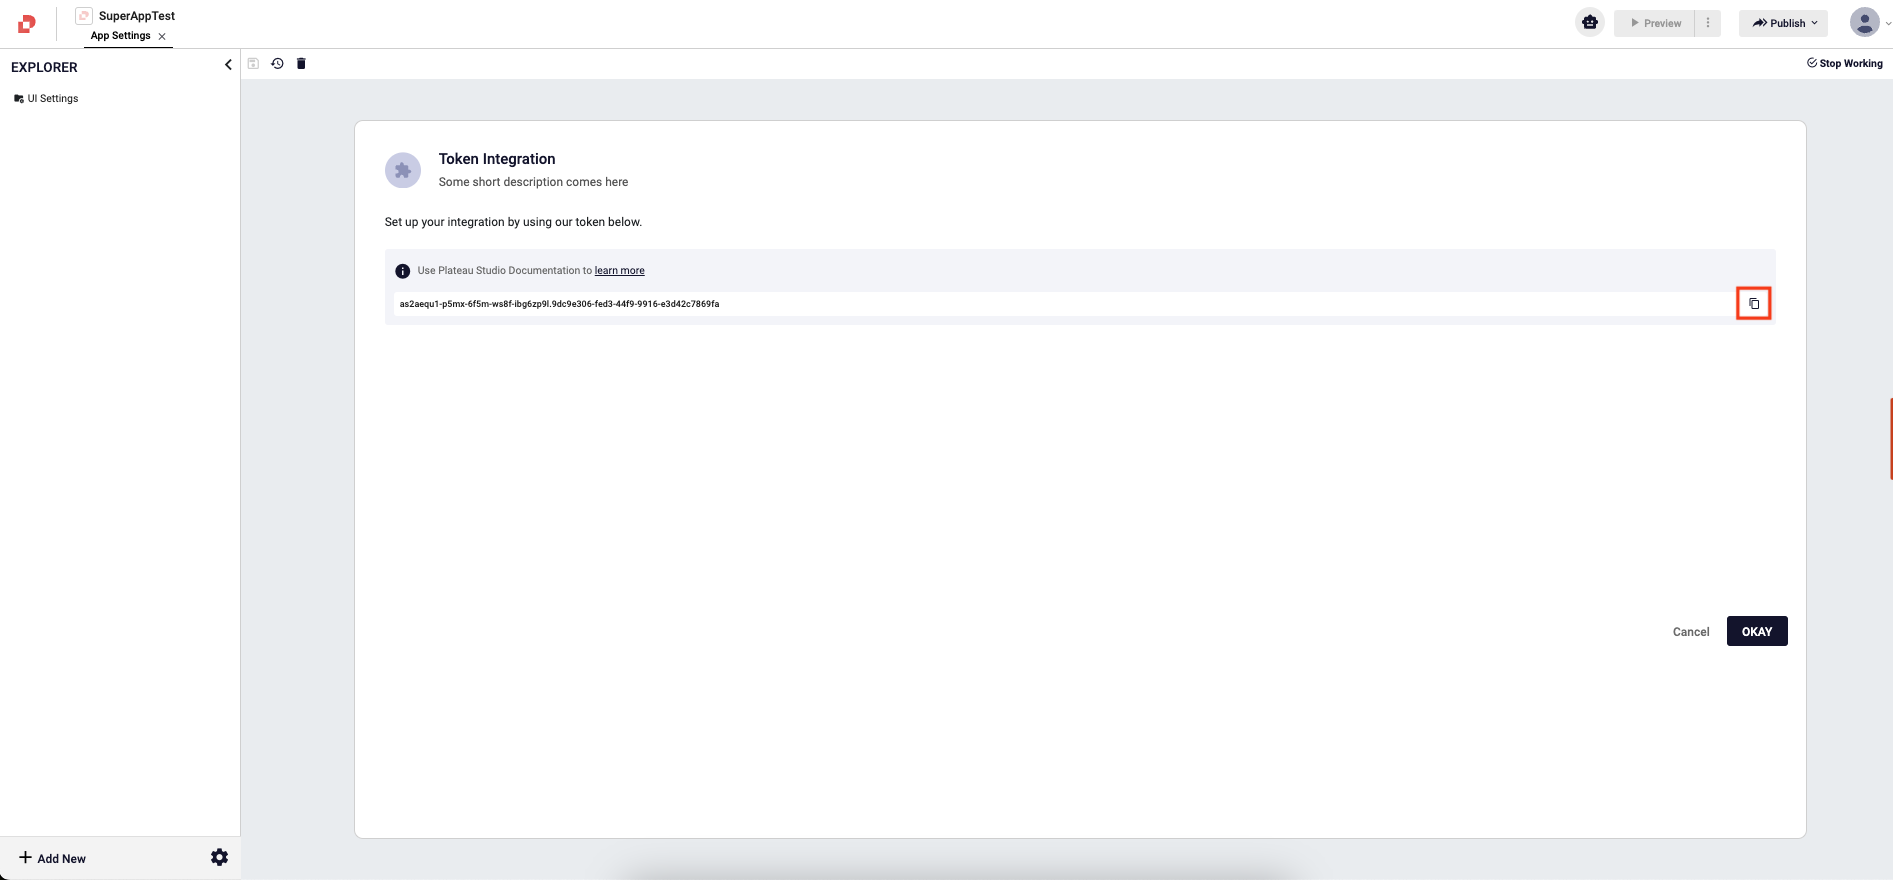 SuperAppTest
App Settings
Preview
Publish
EXPLORER
Stop Working
UI Settings
Token Integration
Some short description comes here
Set up your integration by using our token below.
Use Plateau Studio Documentation to learn more
as2aequ1-p5mx-6f5m-ws8f-ibg6zp9l.9dc9e306-fed3-44f9-9916-e3d42c7869fa
Cancel
OKAY
Add New